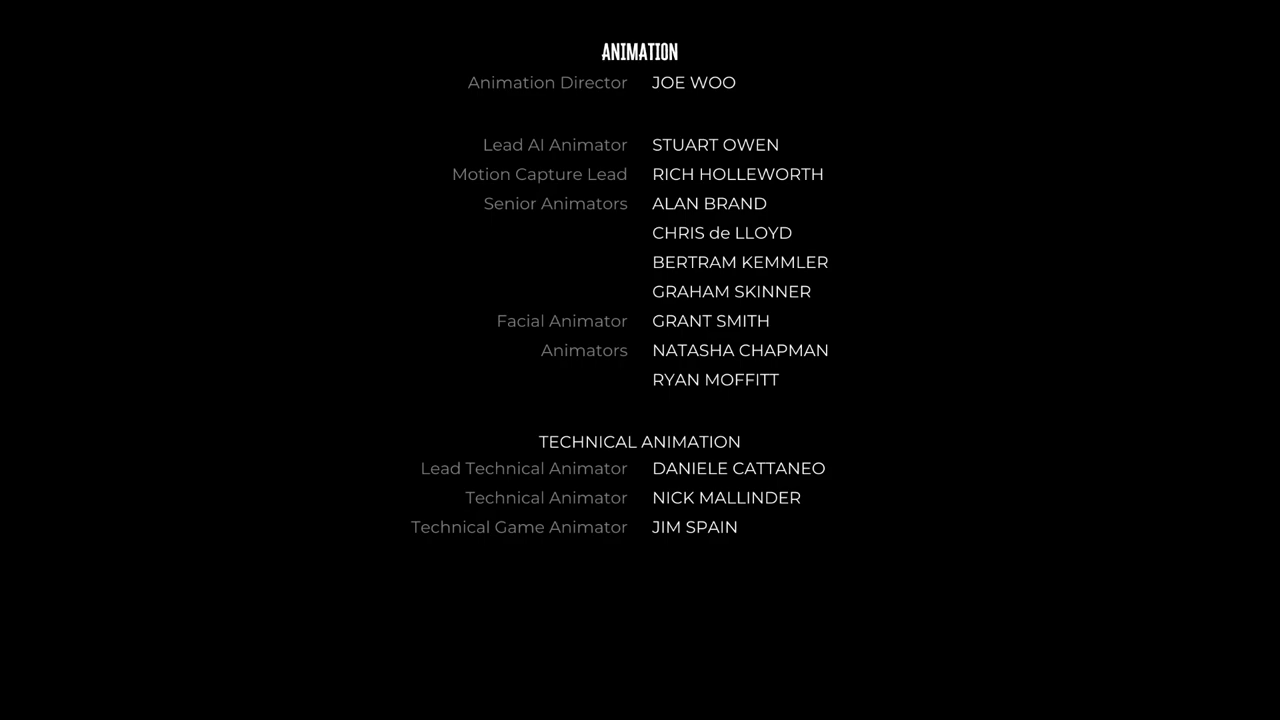 ANIMATION
Animation Director JOE WOO
Lead AI Animator STUART OWEN
Motion Capture Lead RICH HOLLEWORTH
Senior Animators ALAN BRAND
CHRIS de LLOYD
BERTRAM KEMMLER
GRAHAM SKINNER
Facial Animator GRANT SMITH
Animators NATASHA CHAPMAN
RYAN MOFFITT
TECHNICAL ANIMATION
Lead Technical Animator DANIELE CATTANEO
Technical Animator NICK MALLINDER
Technical Game Animator JIM SPAIN